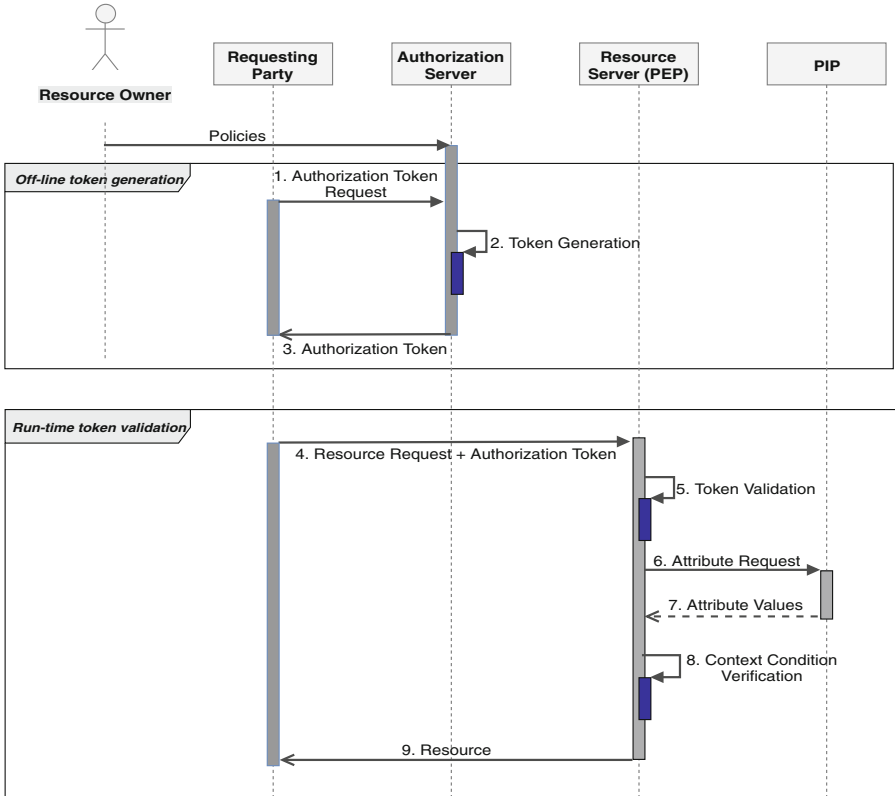 Requesting
Party
Authorization
Server
Resource
Server (PEP)
PIP
Resource Owner
Policies
Off-line token generation
1. Authorization Token
Request
2. Token Generation
3. Authorization Token
Run-time token validation
4. Resource Request + Authorization Token
5. Token Validation
6. Attribute Request
7. Attribute Values
8. Context Condition
Verification
9. Resource